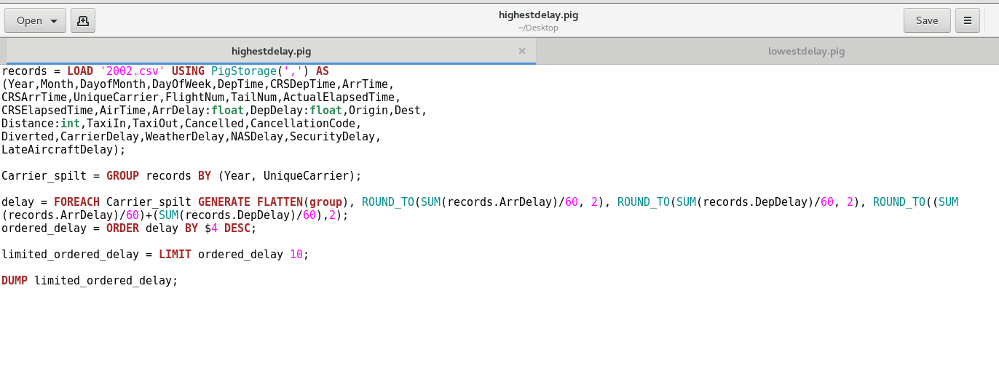 Open
highestdelay.pig
~/Desktop
Save
highestdelay.pig ×
lowestdelay.pig
records = LOAD '2002.csv' USING PigStorage(',') AS
(Year,Month,DayofMonth,DayOfWeek,DepTime,CRSDepTime,ArrTime,
CRSArrTime,UniqueCarrier,FlightNum,TailNum,ActualElapsedTime,
CRSElapsedTime,AirTime,ArrDelay:float,DepDelay:float,Origin,Dest,
Distance:int,TaxiIn,TaxiOut,Cancelled,CancellationCode,
Diverted,CarrierDelay,WeatherDelay,NASDelay,SecurityDelay,
LateAircraftDelay);
Carrier_spilt = GROUP records BY (Year, UniqueCarrier);
delay = FOREACH Carrier_spilt GENERATE FLATTEN(group), ROUND_TO(SUM(records.ArrDelay)/60, 2), ROUND_TO(SUM(records.DepDelay)/60, 2), ROUND_TO((SUM
(records.ArrDelay)/60)+(SUM(records.DepDelay)/60),2);
ordered_delay = ORDER delay BY $4 DESC;
limited_ordered_delay = LIMIT ordered_delay 10;
DUMP limited_ordered_delay;